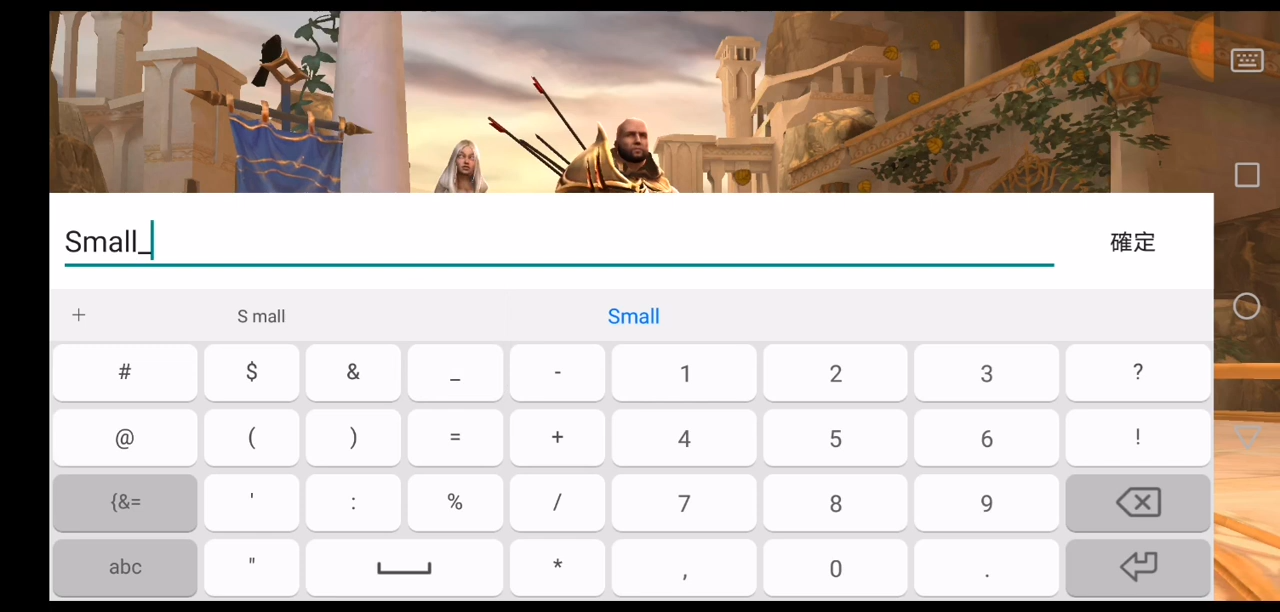 Small_
確定
+ S mall Small
# $ & _ - 1 2 3 ?
@ ( ) = + 4 5 6 !
{&= ' : % / 7 8 9
abc " * , 0 .